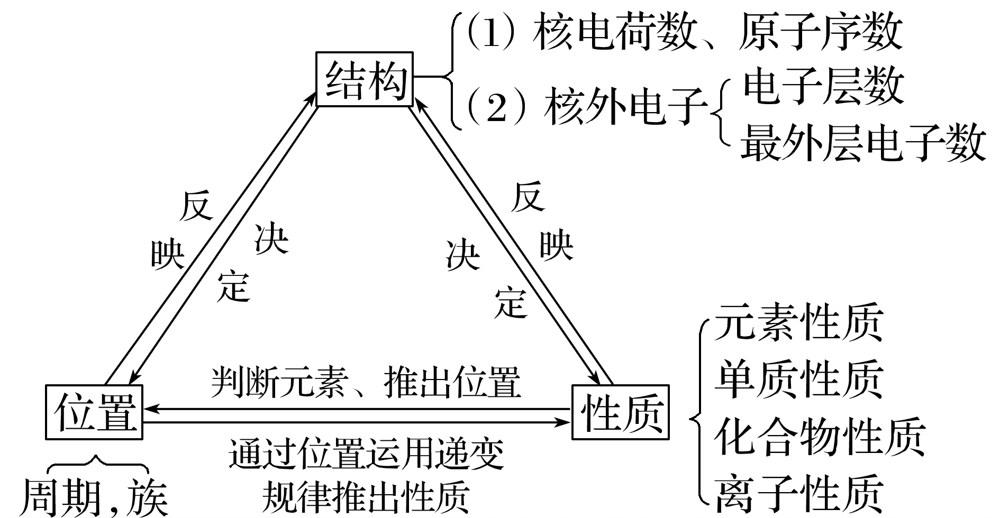 (1) 核电荷数、原子序数
结构
(2) 核外电子
电子层数
最外层电子数
反映
决定
决定
反映
判断元素、推出位置
位置
性质
通过位置运用递变
规律推出性质
周期,族
元素性质
单质性质
化合物性质
离子性质